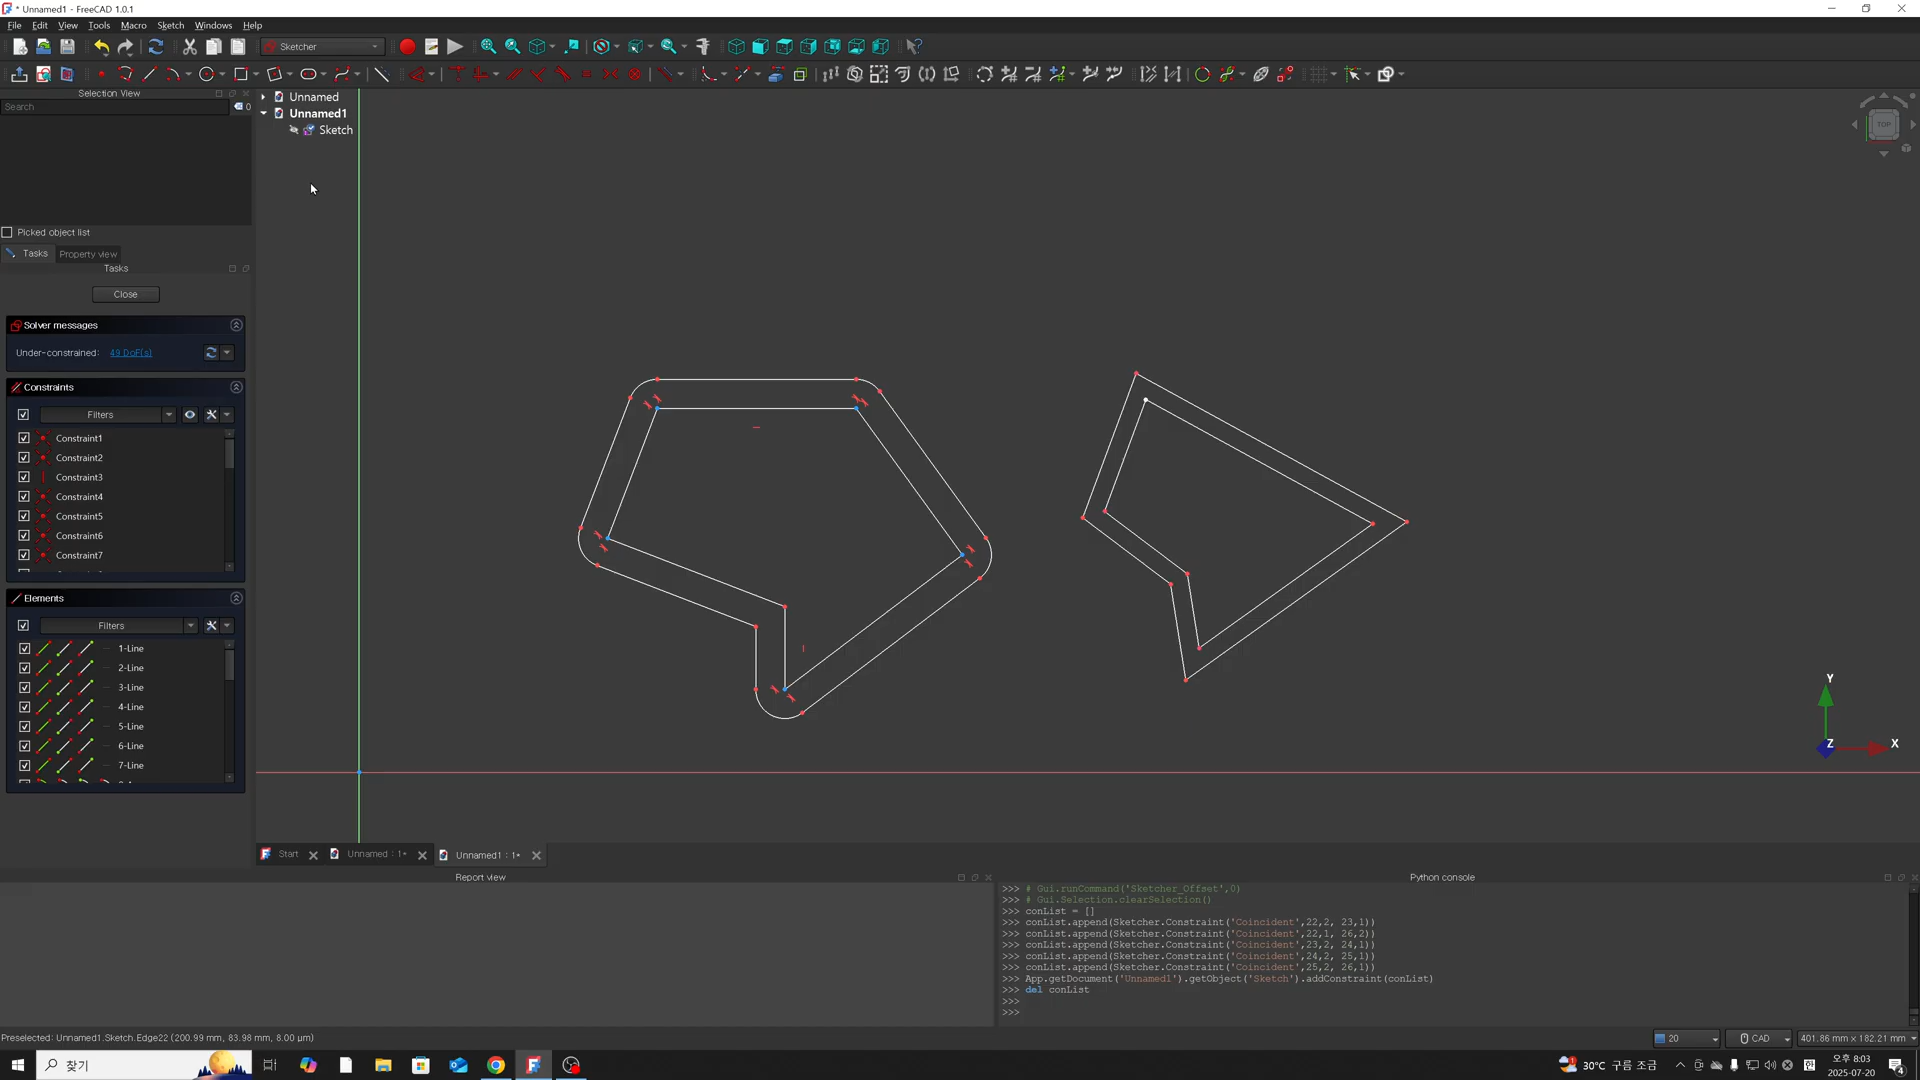 * Unnamed1 - FreeCAD 1.0.1
File Edit View Tools Macro Sketch Windows Help
Sketcher
Selection View
Search
0
Unnamed
Unnamed1
Sketch
TOP
Picked object list
Tasks
Property view
Tasks
Close
Solver messages
Under-constrained: 49 DoF(s)
Constraints
Filters
Constraint1
Constraint2
Constraint3
Constraint4
Constraint5
Constraint6
Constraint7
Elements
Filters
1-Line
2-Line
3-Line
4-Line
5-Line
6-Line
7-Line
Y
Z
X
Start
Unnamed : 1*
Unnamed1 : 1*
Report view
Python console
>>> # Gui.runCommand('Sketcher_Offset',0)
>>> # Gui.Selection.clearSelection()
>>> conList = []
>>> conList.append(Sketcher.Constraint('Coincident',22,2, 23,1))
>>> conList.append(Sketcher.Constraint('Coincident',22,1, 26,2))
>>> conList.append(Sketcher.Constraint('Coincident',23,2, 24,1))
>>> conList.append(Sketcher.Constraint('Coincident',24,2, 25,1))
>>> conList.append(Sketcher.Constraint('Coincident',25,2, 26,1))
>>> App.getDocument('Unnamed1').getObject('Sketch').addConstraint(conList)
>>> del conList
>>>
>>>
Preselected: Unnamed1.Sketch.Edge22 (200.99 mm, 83.98 mm, 8.00 μm)
20
CAD
401.86 mm × 182.21 mm
찾기
30°C 구름 조금
오후 8:03
2025-07-20
4